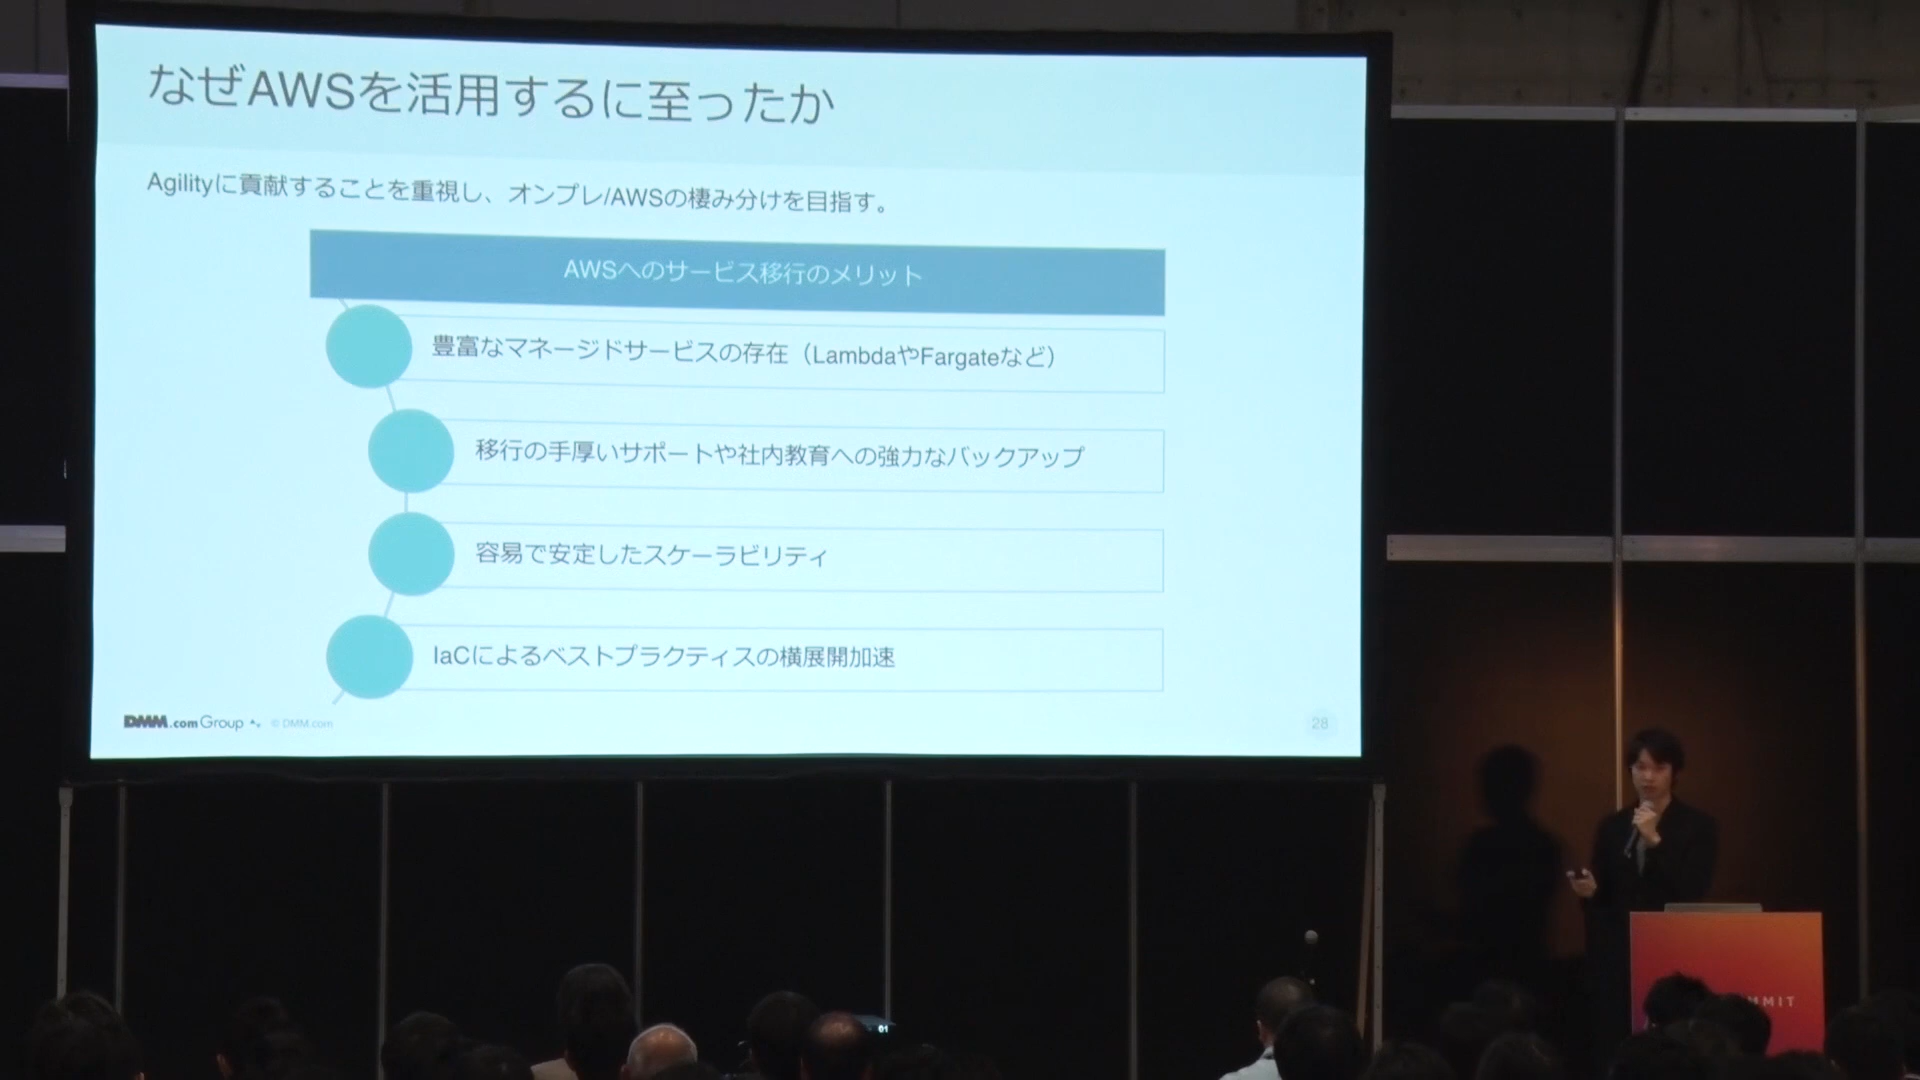 なぜAWSを活用するに至ったか
Agilityに貢献することを重視し、オンプレ/AWSの棲み分けを目指す。
AWSへのサービス移行のメリット
豊富なマネージドサービスの存在（LambdaやFargateなど）
移行の手厚いサポートや社内教育への強力なバックアップ
容易で安定したスケーラビリティ
IaCによるベストプラクティスの横展開加速
DMM.com Group © DMM.com
28